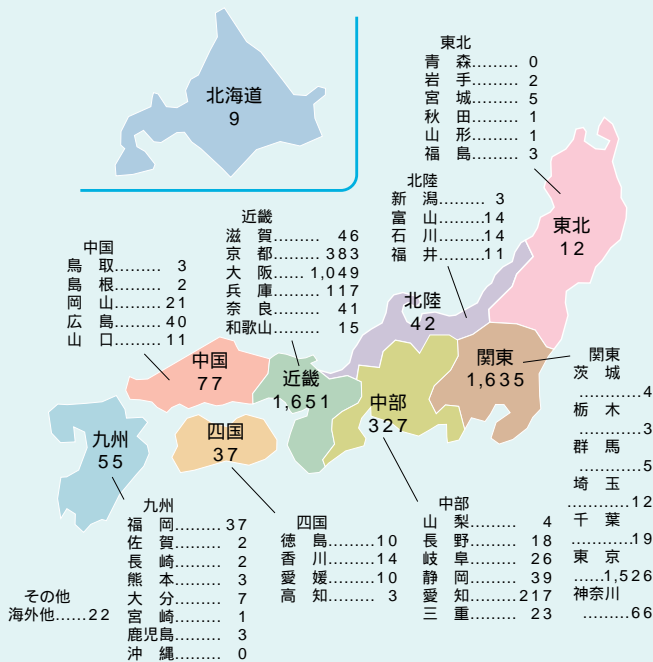 北海道
9
東北
青　森……… 0
岩　手……… 2
宮　城……… 5
秋　田……… 1
山　形……… 1
福　島……… 3
東北
12
北陸
新　潟……… 3
富　山………14
石　川………14
福　井………11
北陸
42
近畿
滋　賀……… 46
京　都……… 383
大　阪…… 1,049
兵　庫……… 117
奈　良……… 41
和歌山……… 15
近畿
1,651
中国
鳥　取……… 3
島　根……… 2
岡　山………21
広　島………40
山　口………11
中国
77
関東
1,635
関東
茨　城
………… 4
栃　木
………… 3
群　馬
………… 5
埼　玉
…………12
千　葉
…………19
東　京
……1,526
神奈川
…………66
中部
327
中部
山　梨……… 4
長　野……… 18
岐　阜……… 26
静　岡……… 39
愛　知………217
三　重……… 23
四国
37
四国
徳　島………10
香　川………14
愛　媛………10
高　知……… 3
九州
55
九州
福　岡………37
佐　賀……… 2
長　崎……… 2
熊　本……… 3
大　分……… 7
宮　崎……… 1
鹿児島……… 3
沖　縄……… 0
その他
海外他……22